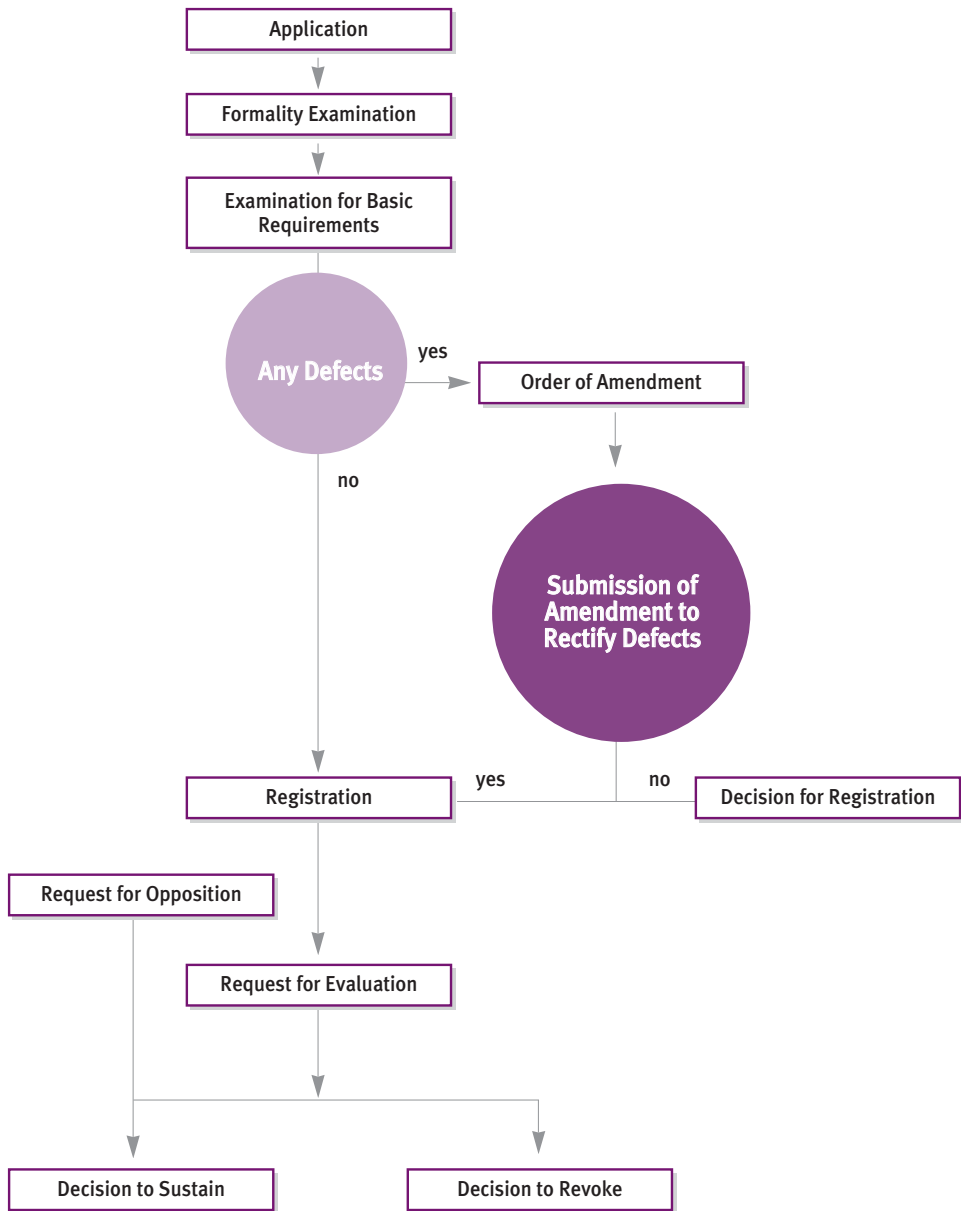 Application
Formality Examination
Examination for Basic
Requirements
Any Defects
yes
Order of Amendment
no
Submission of
Amendment to
Rectify Defects
Registration
yes
no
Decision for Registration
Request for Opposition
Request for Evaluation
Decision to Sustain
Decision to Revoke